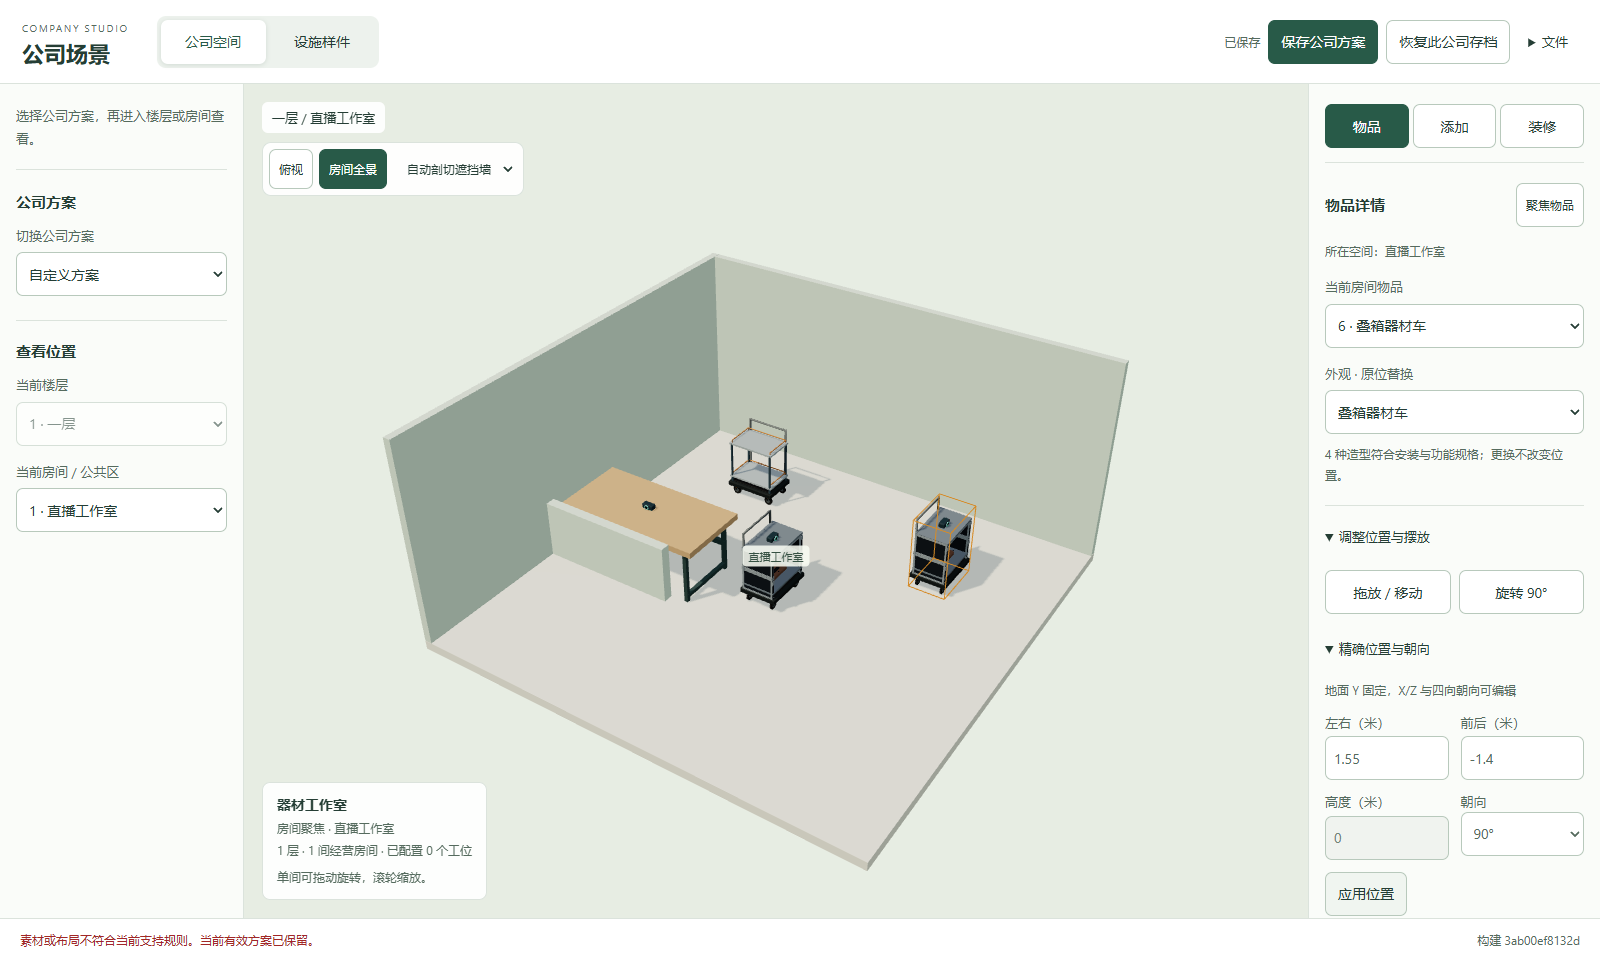 COMPANY STUDIO
公司场景
公司空间
设施样件
已保存
保存公司方案
恢复此公司存档
▶ 文件
选择公司方案，再进入楼层或房间查
看。
公司方案
切换公司方案
自定义方案
查看位置
当前楼层
1 · 一层
当前房间 / 公共区
1 · 直播工作室
一层 / 直播工作室
俯视
房间全景
自动剖切遮挡墙
直播工作室
器材工作室
房间聚焦 · 直播工作室
1 层 · 1 间经营房间 · 已配置 0 个工位
单间可拖动旋转，滚轮缩放。
物品
添加
装修
物品详情
聚焦物品
所在空间：直播工作室
当前房间物品
6 · 叠箱器材车
外观 · 原位替换
叠箱器材车
4 种造型符合安装与功能规格；更换不改变位
置。
▼ 调整位置与摆放
拖放 / 移动
旋转 90°
▼ 精确位置与朝向
地面 Y 固定，X/Z 与四向朝向可编辑
左右（米）
前后（米）
1.55
-1.4
高度（米）
朝向
0
90°
应用位置
素材或布局不符合当前支持规则。当前有效方案已保留。
构建 3ab00ef8132d